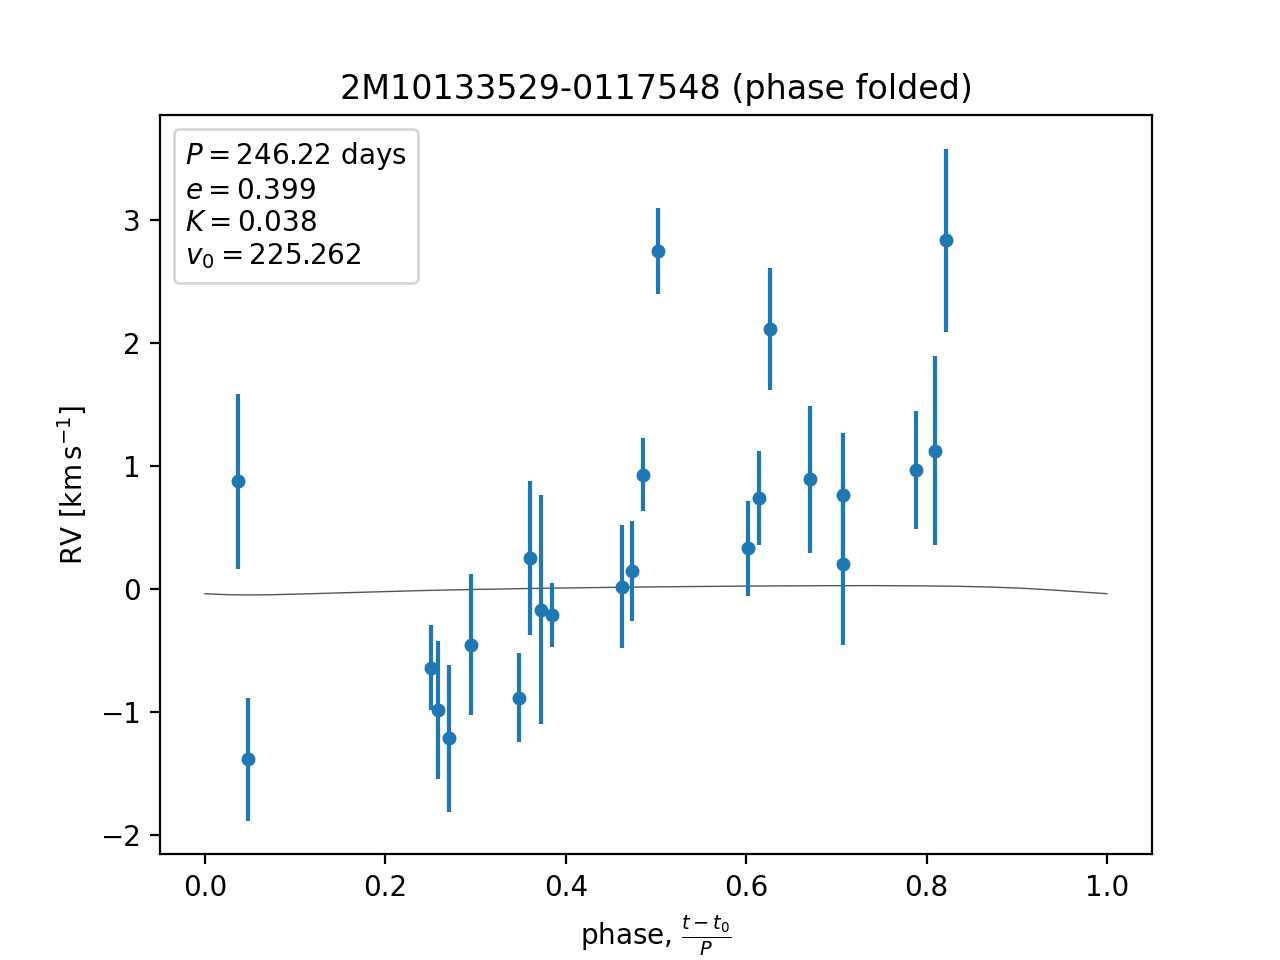 2M10133529-0117548 (phase folded)
P = 246.22 days
e = 0.399
K = 0.038
v₀ = 225.262
3
2
1
0
−1
−2
RV [km s⁻¹]
0.0 0.2 0.4 0.6 0.8 1.0
phase, (t − t₀)/P